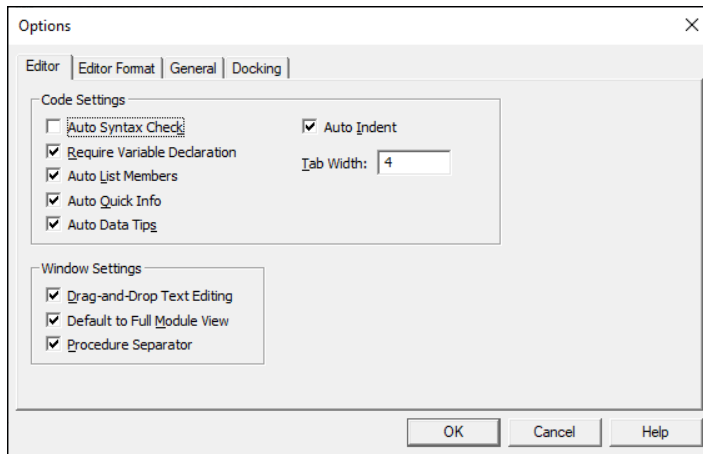 Options
Editor
Editor Format
General
Docking
Code Settings
Auto Syntax Check
Auto Indent
Require Variable Declaration
Tab Width: 4
Auto List Members
Auto Quick Info
Auto Data Tips
Window Settings
Drag-and-Drop Text Editing
Default to Full Module View
Procedure Separator
OK
Cancel
Help